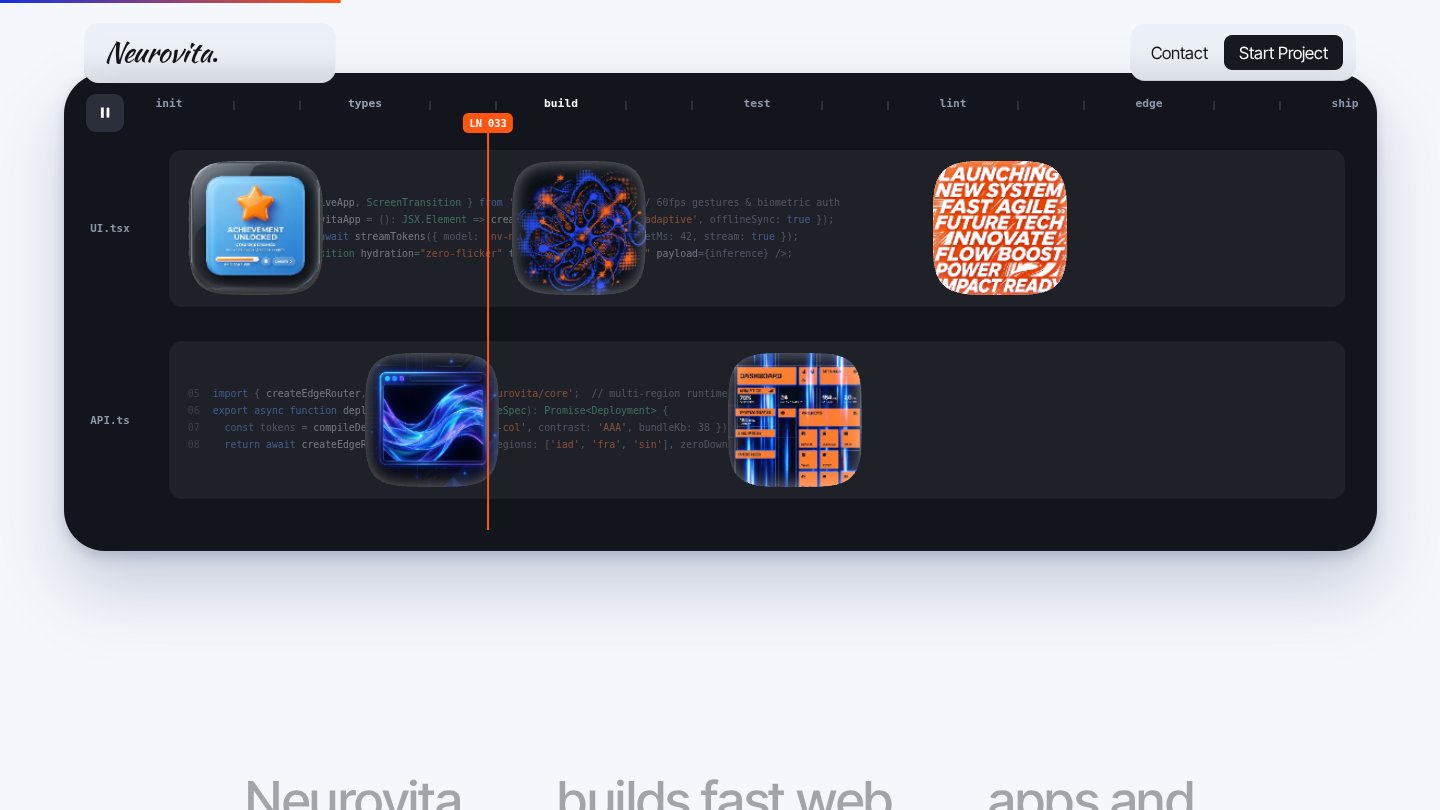 Neurovita.
Contact
Start Project
init types build test lint edge ship
LN 033
UI.tsx
ACHIEVEMENT
UNLOCKED
iveApp, ScreenTransition } from / 60fps gestures & biometric auth
vitaApp = (): JSX.Element => crea adaptive', offlineSync: true });
await streamTokens({ model: etMs: 42, stream: true });
sition hydration="zero-flicker" " payload={inference} />;
LAUNCHING
NEW SYSTEM
FAST AGILE
FUTURE TECH
INNOVATE
FLOW BOOST
POWER
IMPACT READY
API.ts
05 import { createEdgeRouter, urovita/core'; // multi-region runtime
06 export async function depl eSpec): Promise<Deployment> {
07 const tokens = compileDe -col', contrast: 'AAA', bundleKb: 38 })
08 return await createEdgeR egions: ['iad', 'fra', 'sin'], zeroDown
DASHBOARD
Neurovita builds fast web apps and